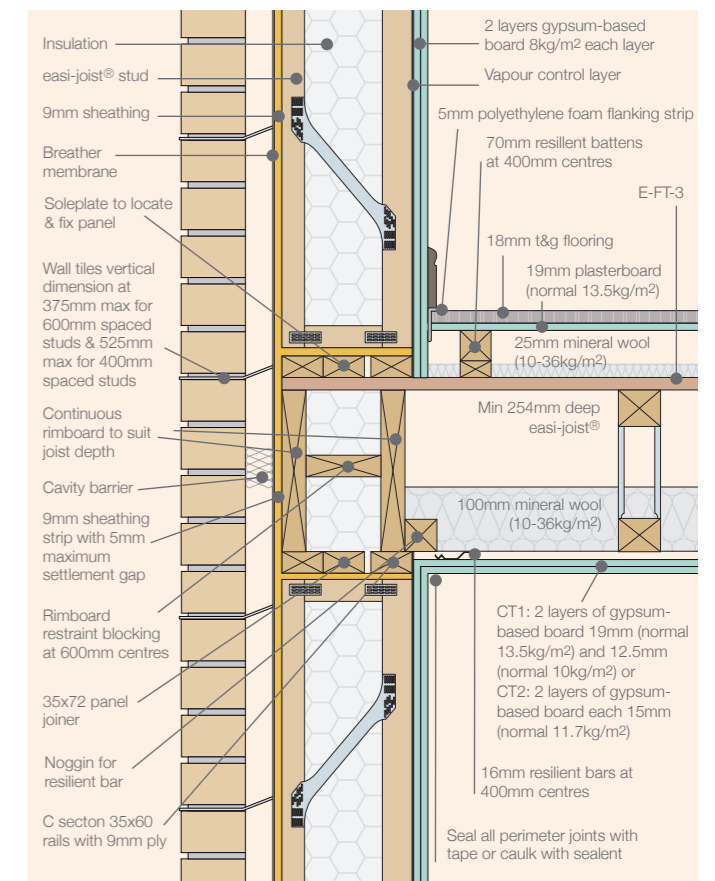 Insulation
easi-joist® stud
9mm sheathing
Breather
membrane
Soleplate to locate
& fix panel
Wall tiles vertical
dimension at
375mm max for
600mm spaced
studs & 525mm
max for 400mm
spaced studs
Continuous
rimboard to suit
joist depth
Cavity barrier
9mm sheathing
strip with 5mm
maximum
settlement gap
Rimboard
restraint blocking
at 600mm centres
35x72 panel
joiner
Noggin for
resilient bar
C secton 35x60
rails with 9mm ply
2 layers gypsum-based
board 8kg/m2 each layer
Vapour control layer
5mm polyethylene foam flanking strip
70mm resillent battens
at 400mm centres
E-FT-3
18mm t&g flooring
19mm plasterboard
(normal 13.5kg/m2)
25mm mineral wool
(10-36kg/m2)
Min 254mm deep
easi-joist®
100mm mineral wool
(10-36kg/m2)
CT1: 2 layers of gypsum-
based board 19mm (normal
13.5kg/m2) and 12.5mm
(normal 10kg/m2) or
CT2: 2 layers of gypsum-
based board each 15mm
(normal 11.7kg/m2)
16mm resilient bars at
400mm centres
Seal all perimeter joints with
tape or caulk with sealent